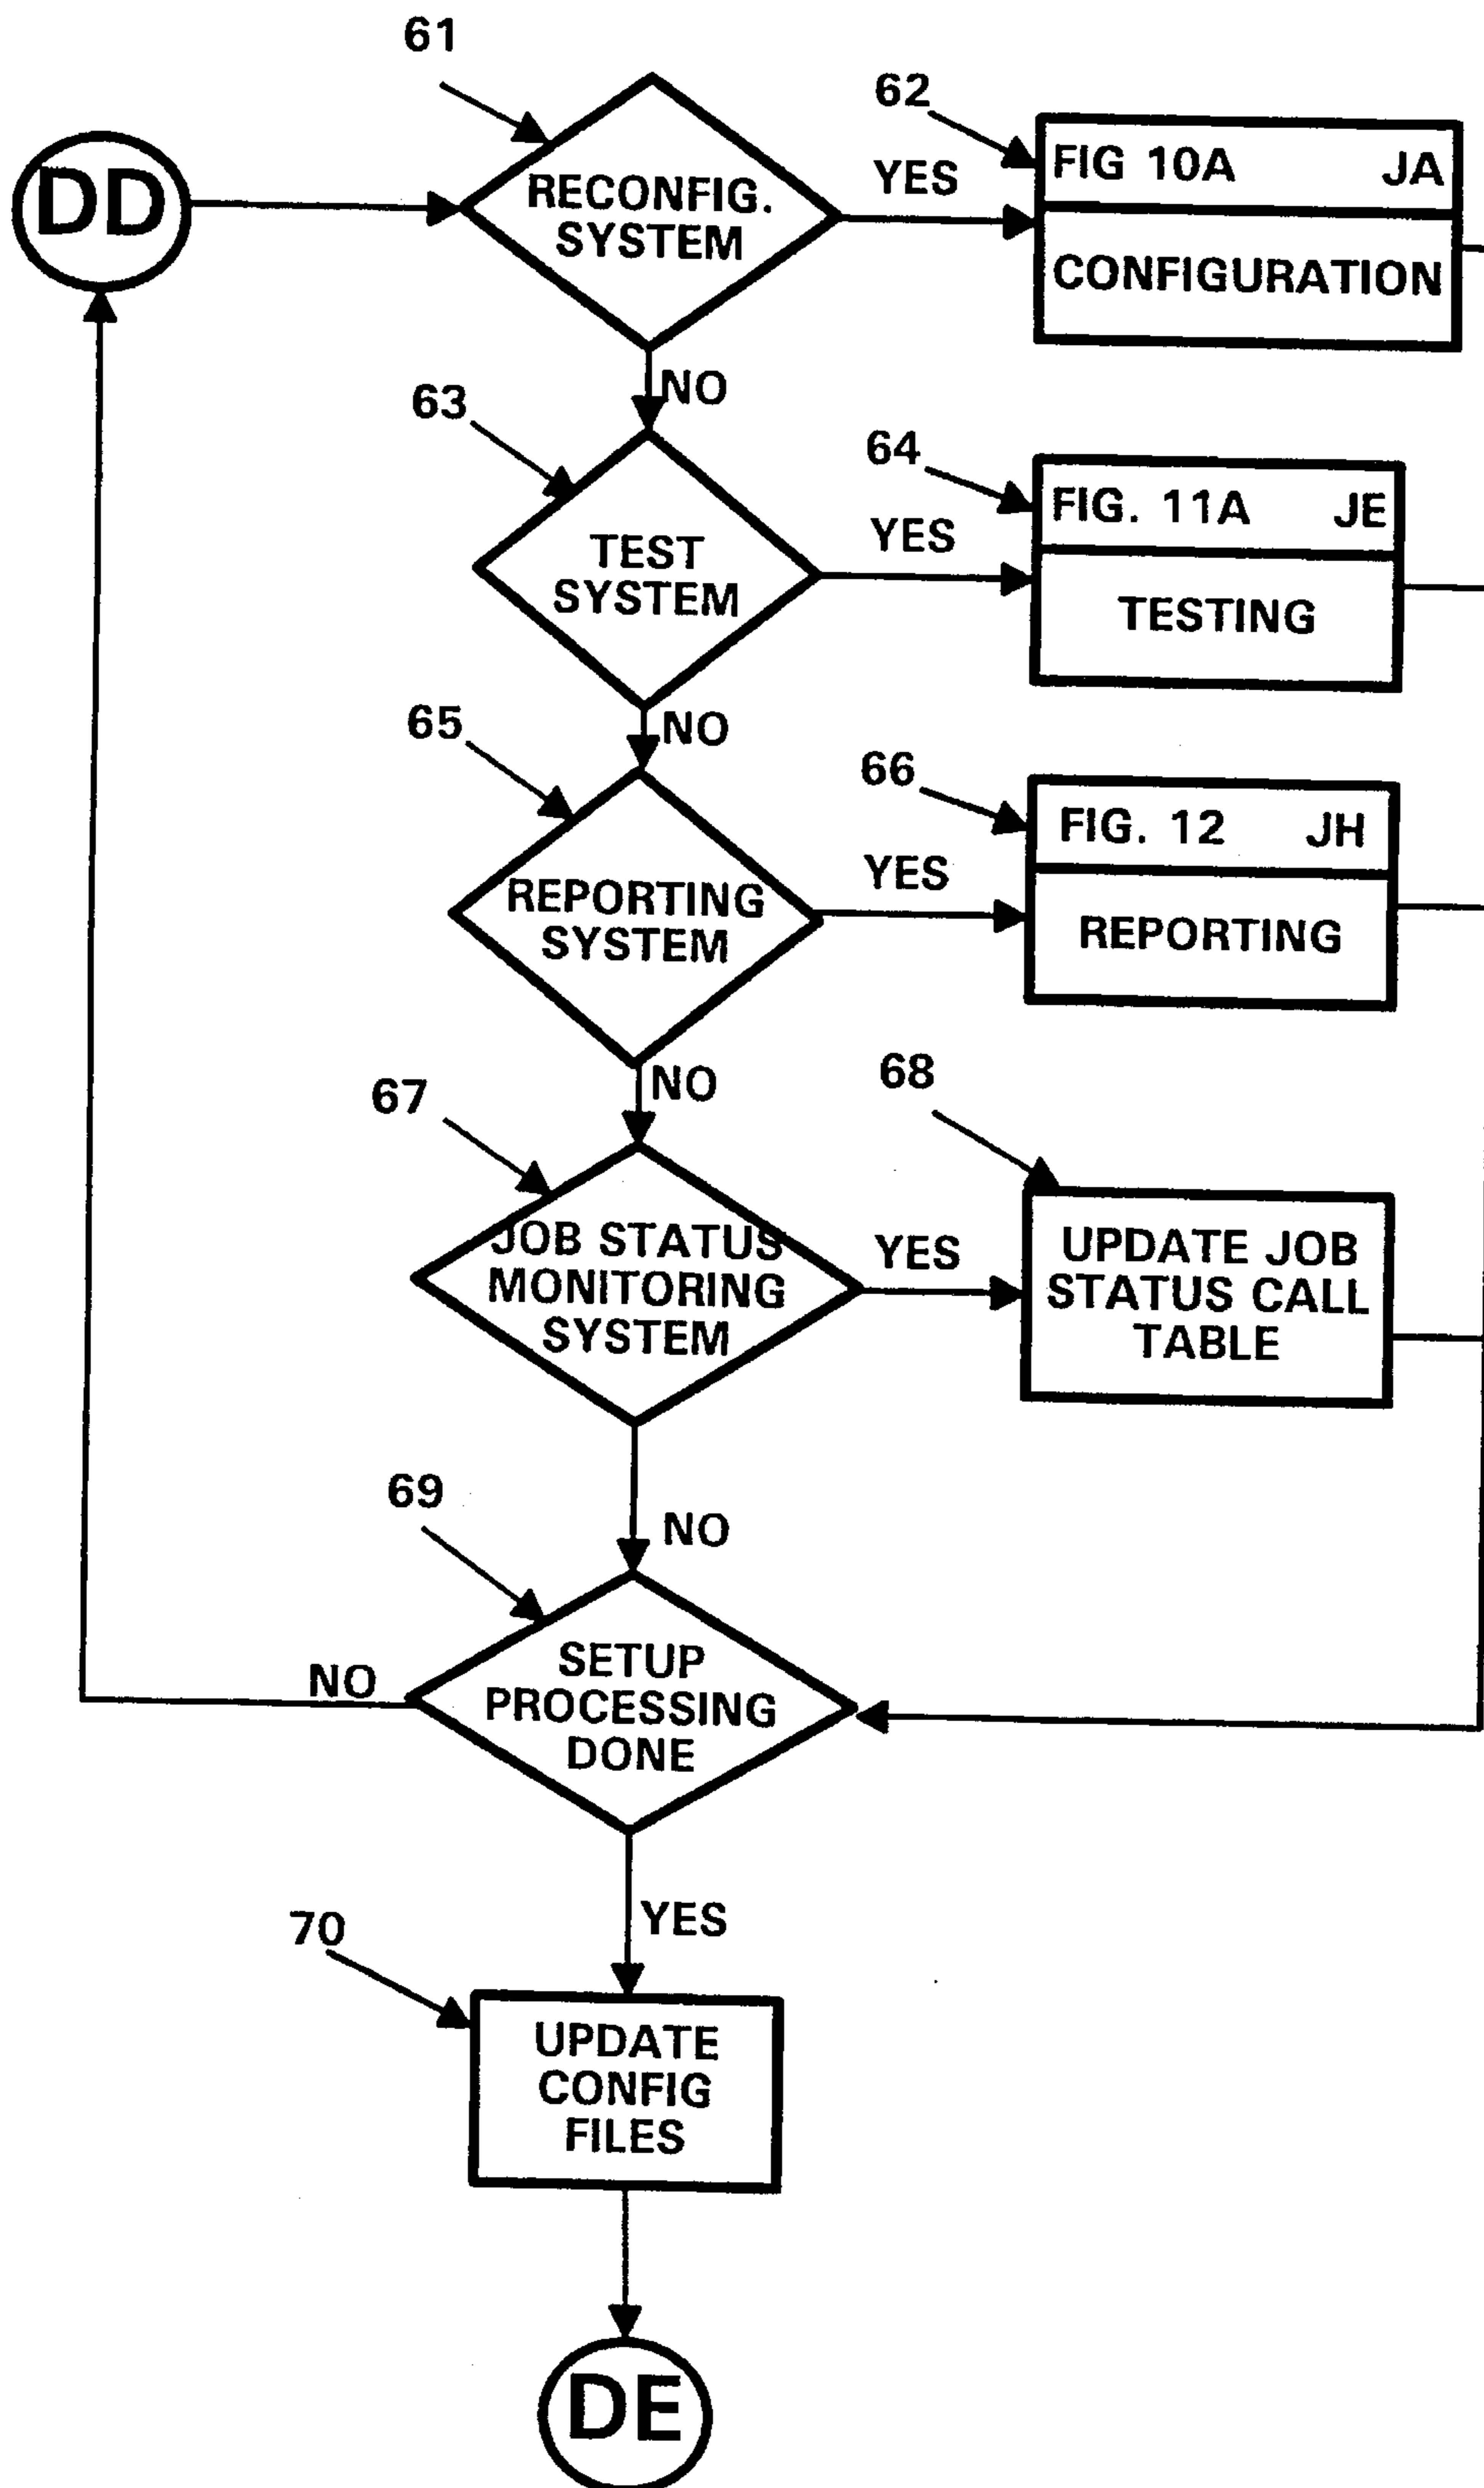 61
62
DD
RECONFIG.
SYSTEM
YES
FIG 10A JA
CONFIGURATION
NO
63
64
TEST
SYSTEM
YES
FIG. 11A JE
TESTING
NO
65
66
REPORTING
SYSTEM
YES
FIG. 12 JH
REPORTING
NO
67
68
JOB STATUS
MONITORING
SYSTEM
YES
UPDATE JOB
STATUS CALL
TABLE
NO
69
SETUP
PROCESSING
DONE
NO
YES
70
UPDATE
CONFIG
FILES
DE